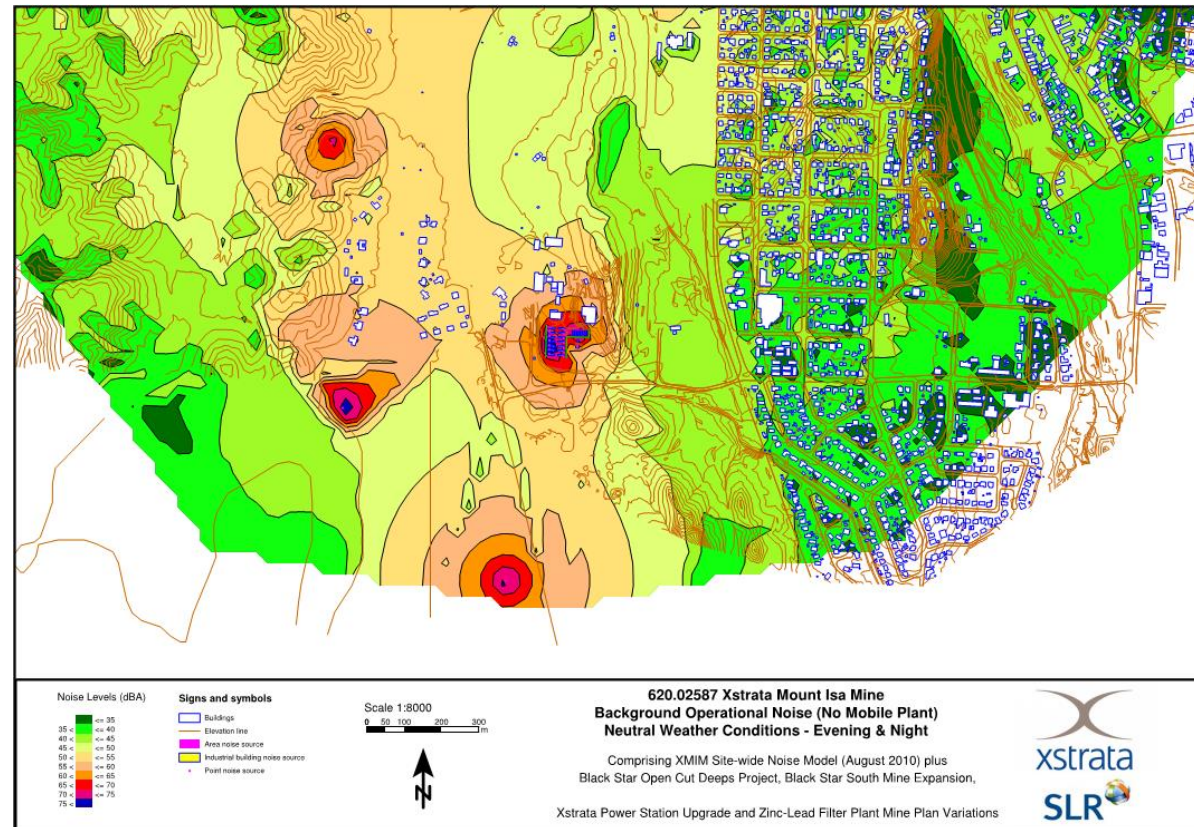 Noise Levels (dBA)
<= 35
35 < <= 40
40 < <= 45
45 < <= 50
50 < <= 55
55 < <= 60
60 < <= 65
65 < <= 70
70 < <= 75
75 <
Signs and symbols
Buildings
Elevation line
Area noise source
Industrial building noise source
Point noise source
Scale 1:8000
0 50 100 200 300
m
N
620.02587 Xstrata Mount Isa Mine
Background Operational Noise (No Mobile Plant)
Neutral Weather Conditions - Evening & Night
Comprising XMIM Site-wide Noise Model (August 2010) plus
Black Star Open Cut Deeps Project, Black Star South Mine Expansion,
Xstrata Power Station Upgrade and Zinc-Lead Filter Plant Mine Plan Variations
xstrata
SLR